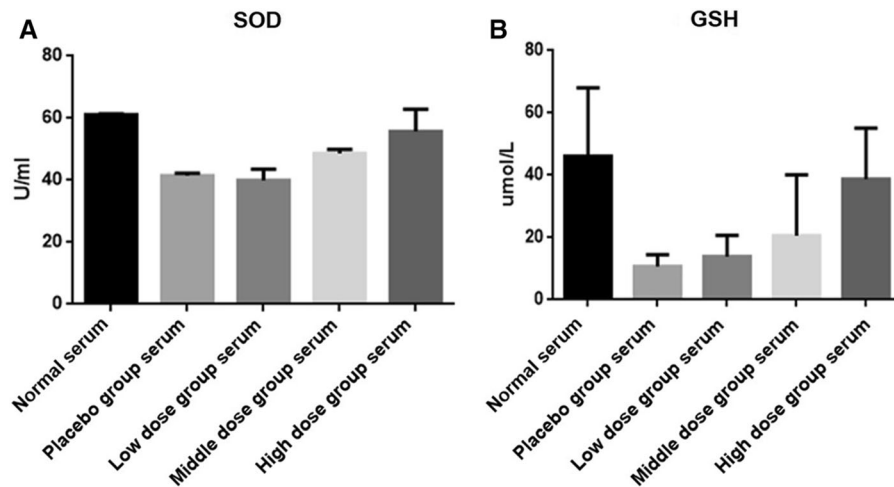 A
SOD
80
60
40
20
0
U/ml
Normal serum
Placebo group serum
Low dose group serum
Middle dose group serum
High dose group serum
B
GSH
80
60
40
20
0
umol/L
Normal serum
Placebo group serum
Low dose group serum
Middle dose group serum
High dose group serum